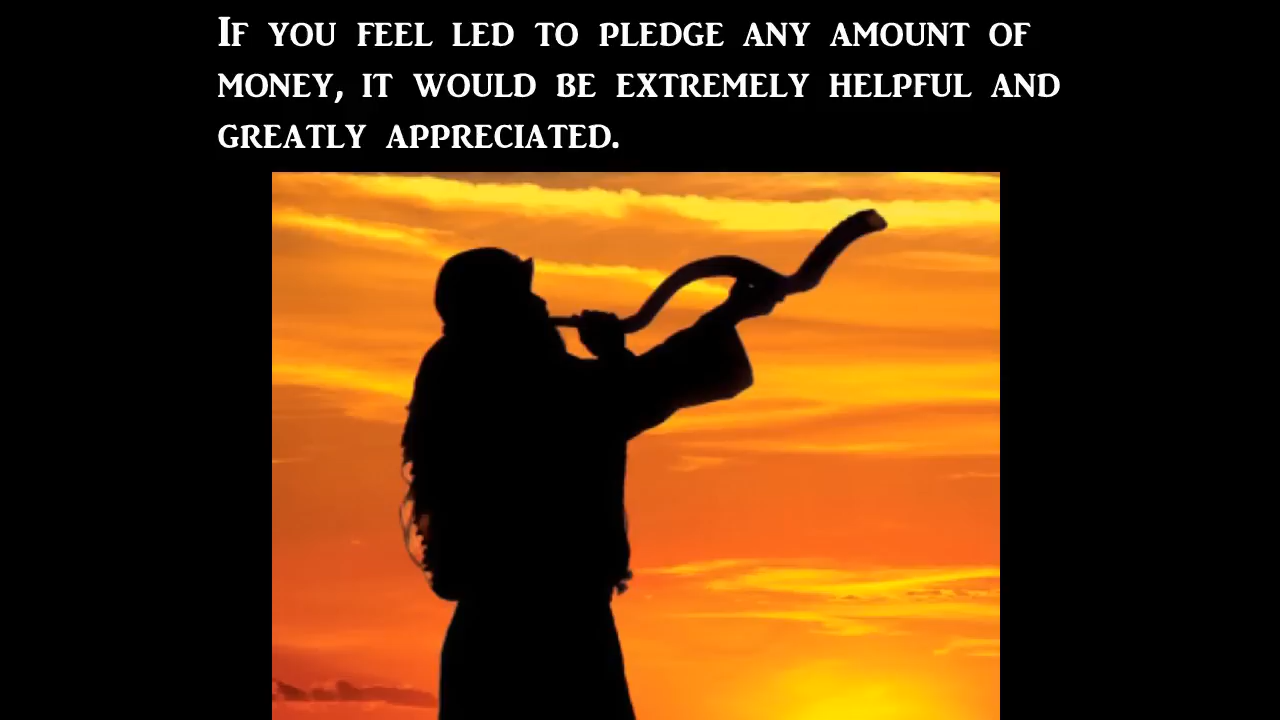 If you feel led to pledge any amount of
money, it would be extremely helpful and
greatly appreciated.